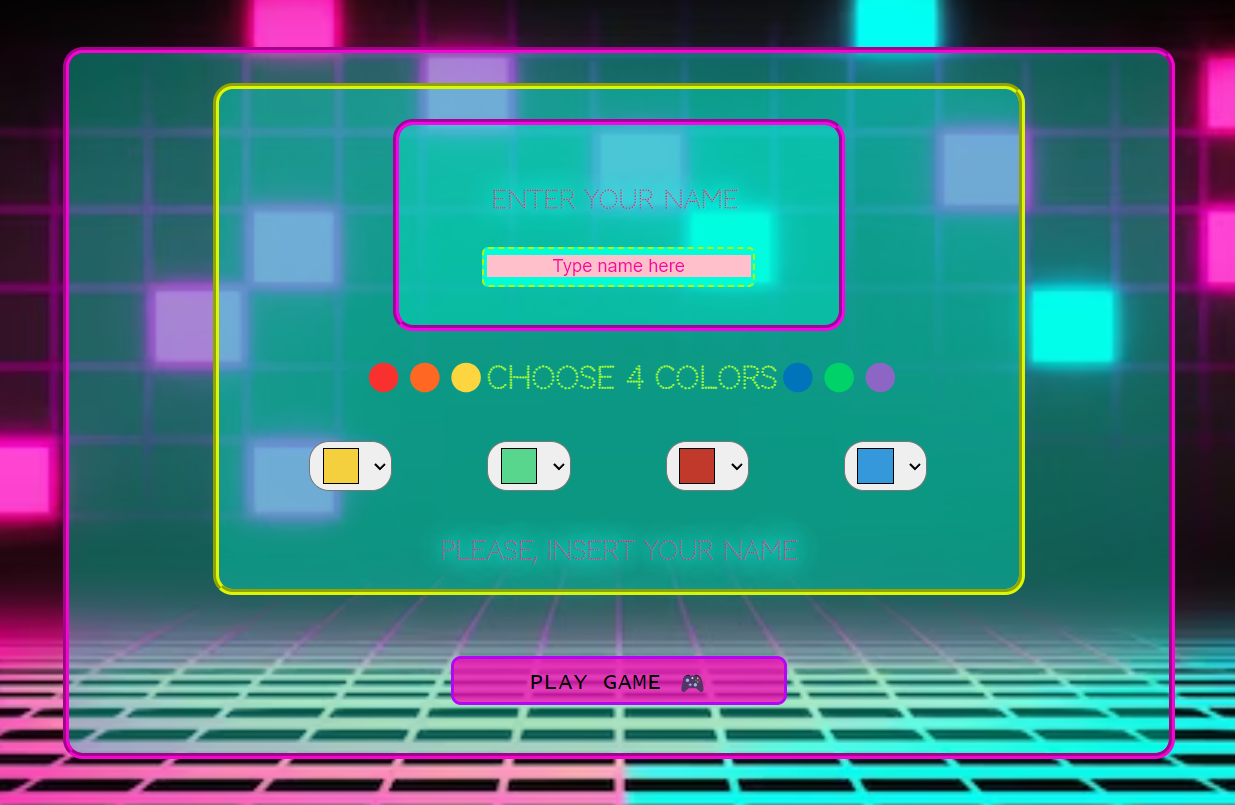 ENTER YOUR NAME
Type name here
CHOOSE 4 COLORS
PLEASE, INSERT YOUR NAME
PLAY GAME 🎮